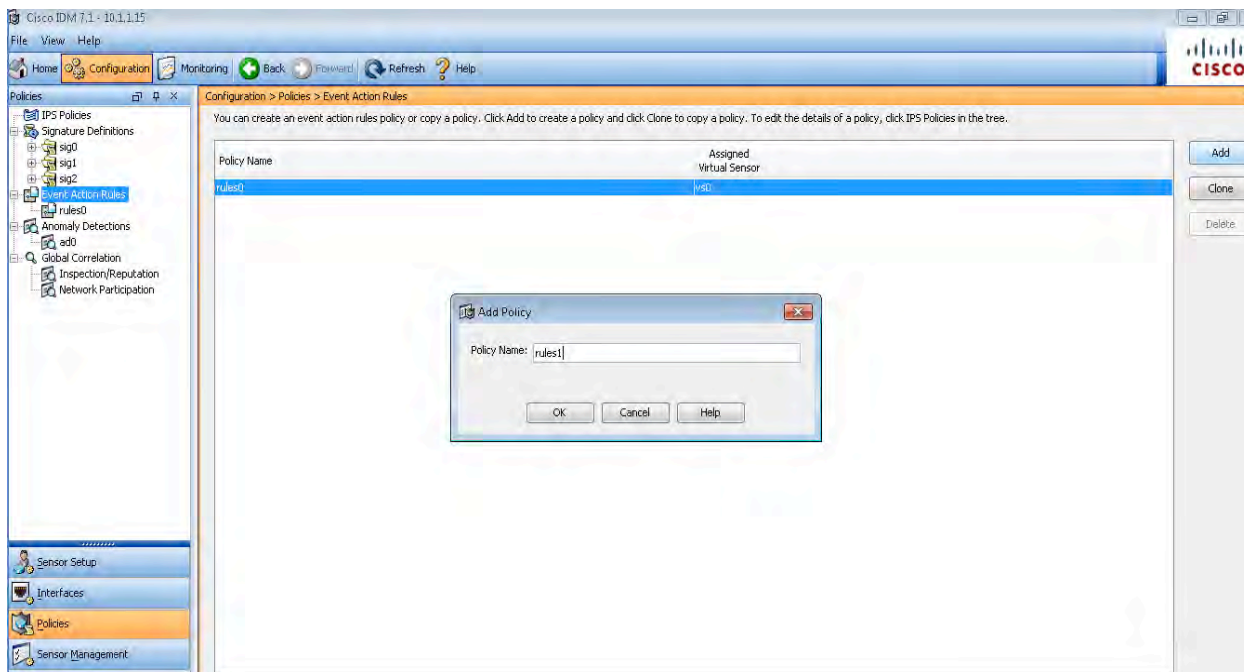 Cisco IDM 7.1 - 10.1.1.15
File View Help
Home Configuration Monitoring Back Forward Refresh Help
CISCO
Policies
Configuration > Policies > Event Action Rules
IPS Policies
Signature Definitions
sig0
sig1
sig2
Event Action Rules
rules0
Anomaly Detections
ad0
Global Correlation
Inspection/Reputation
Network Participation
You can create an event action rules policy or copy a policy. Click Add to create a policy and click Clone to copy a policy. To edit the details of a policy, click IPS Policies in the tree.
Policy Name
Assigned
Virtual Sensor
rules0 vs0
Add
Clone
Delete
Add Policy
Policy Name: rules1
OK Cancel Help
Sensor Setup
Interfaces
Policies
Sensor Management